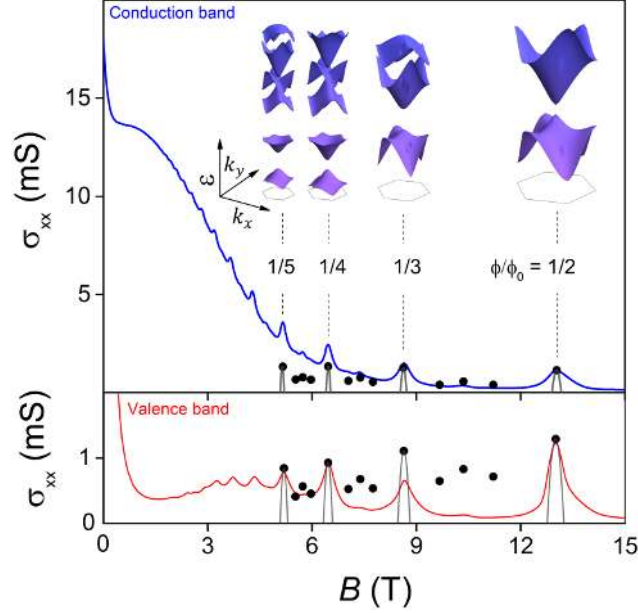 Conduction band
15
10
5
σxx (mS)
ω
ky
kx
1/5 1/4 1/3 ϕ/ϕ0 = 1/2
Valence band
1
0
σxx (mS)
0 3 6 9 12 15
B (T)